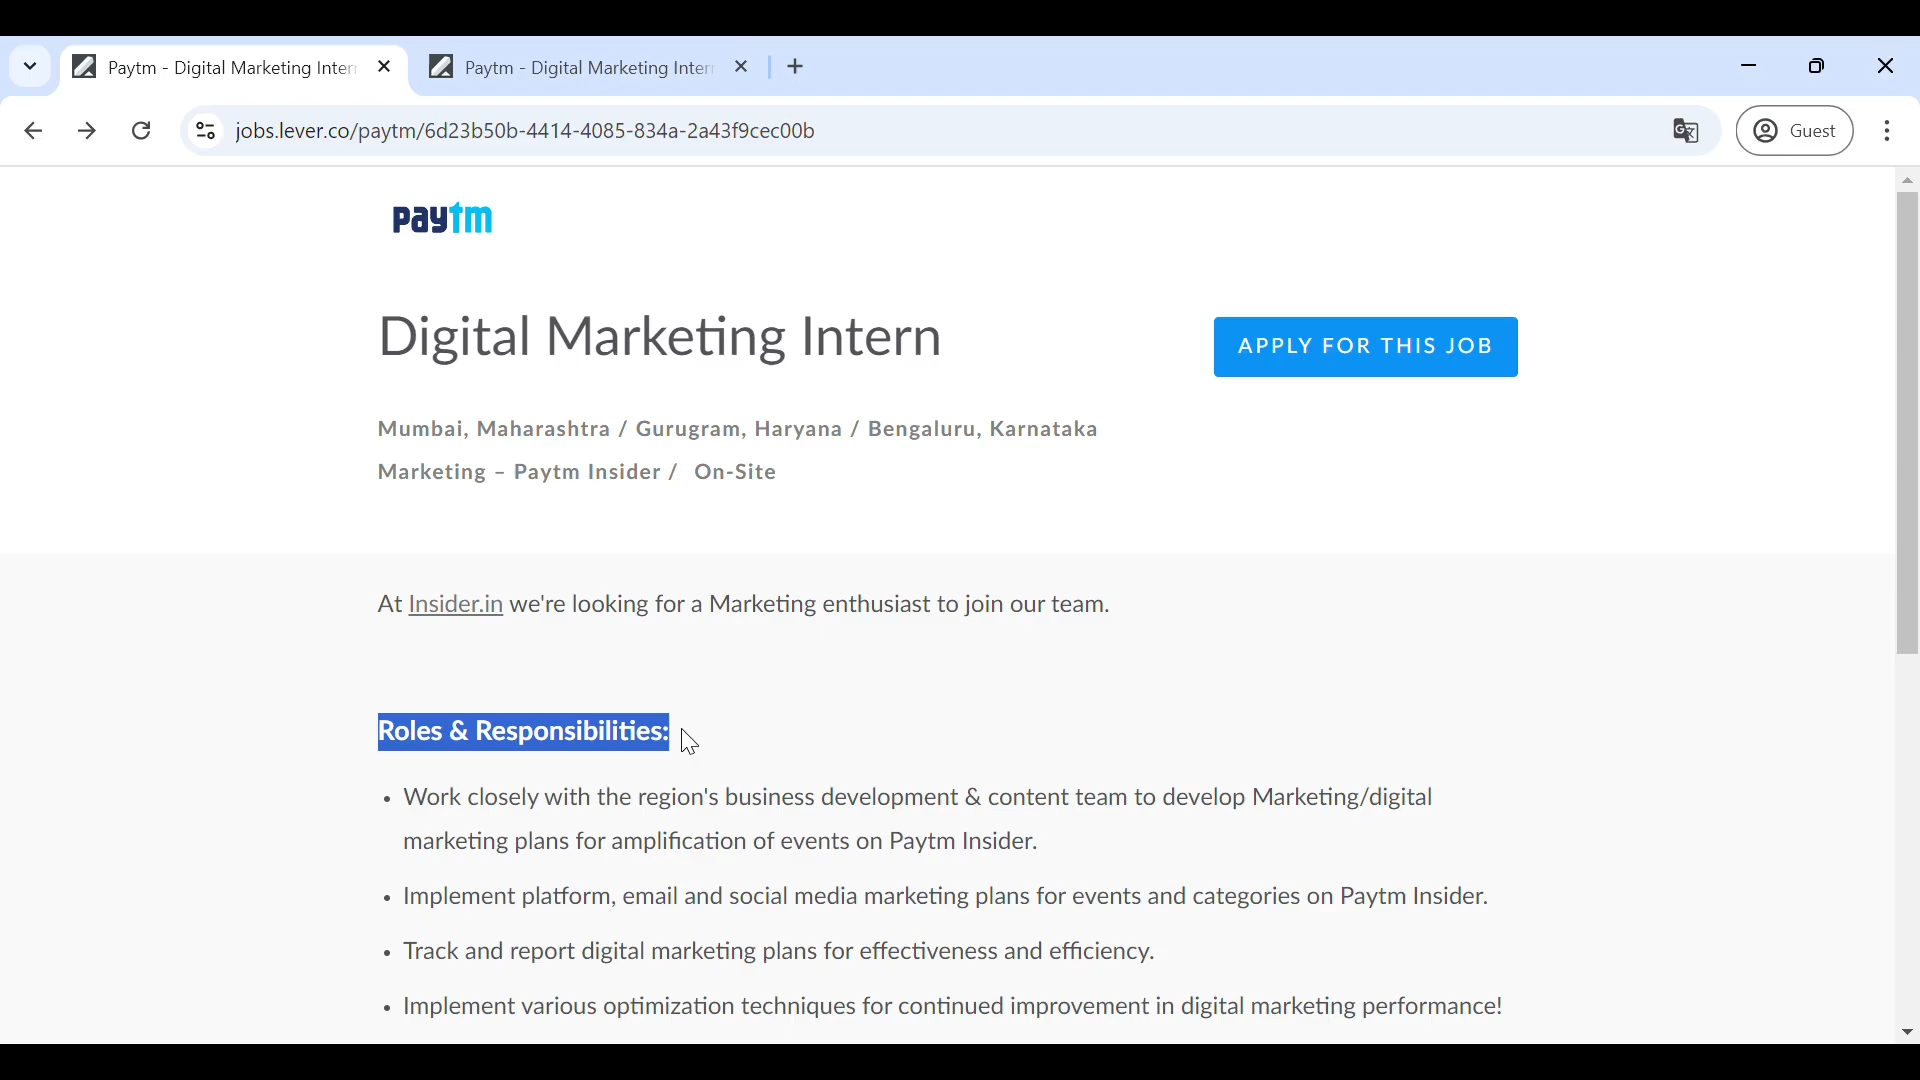 Paytm - Digital Marketing Inter
Paytm - Digital Marketing Inter
jobs.lever.co/paytm/6d23b50b-4414-4085-834a-2a43f9cec00b
Guest
paytm
Digital Marketing Intern
APPLY FOR THIS JOB
Mumbai, Maharashtra / Gurugram, Haryana / Bengaluru, Karnataka
Marketing – Paytm Insider / On-Site
At Insider.in we're looking for a Marketing enthusiast to join our team.
Roles & Responsibilities:
• Work closely with the region's business development & content team to develop Marketing/digital
marketing plans for amplification of events on Paytm Insider.
• Implement platform, email and social media marketing plans for events and categories on Paytm Insider.
• Track and report digital marketing plans for effectiveness and efficiency.
• Implement various optimization techniques for continued improvement in digital marketing performance!